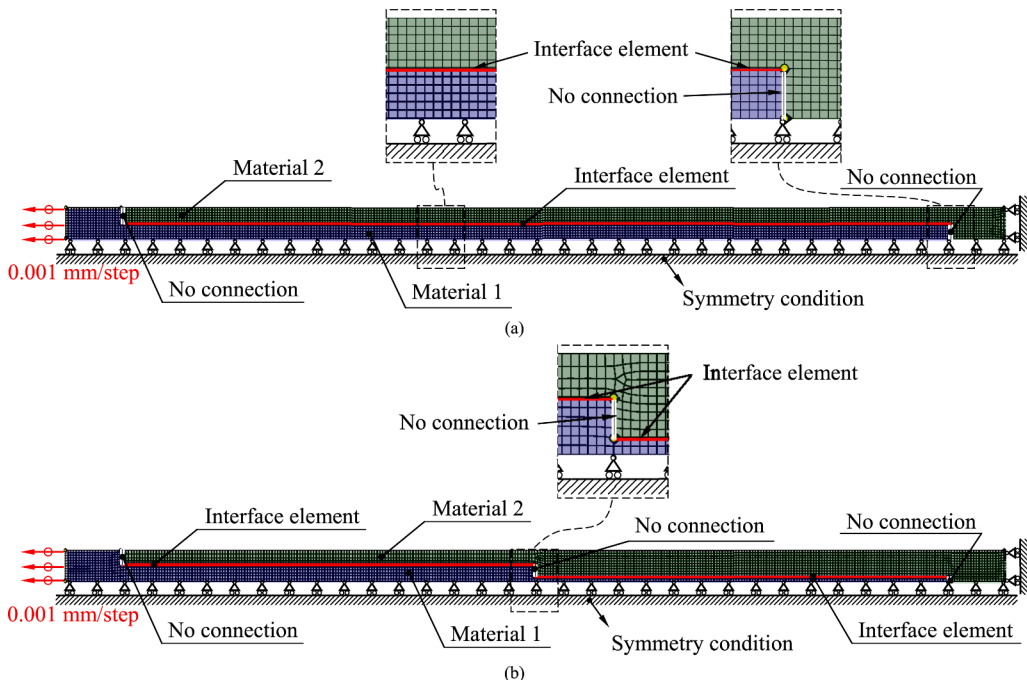 Interface element
No connection
Material 2
Interface element
No connection
0.001 mm/step
No connection
Material 1
Symmetry condition
(a)
Interface element
No connection
Interface element
Material 2
No connection
No connection
0.001 mm/step
No connection
Material 1
Symmetry condition
Interface element
(b)